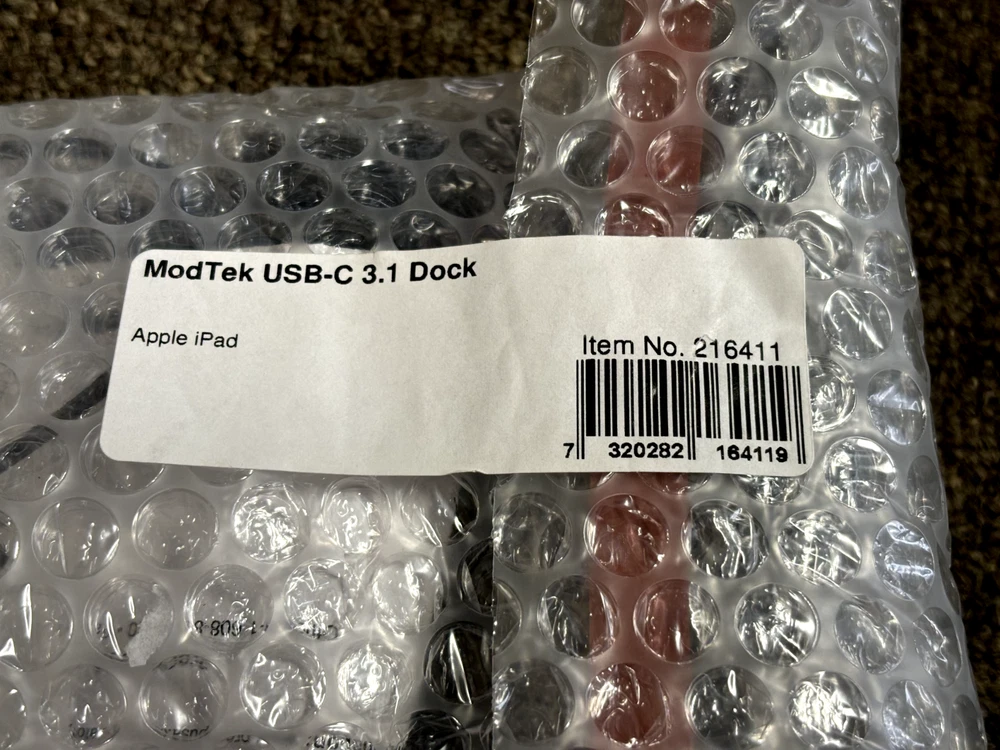 ModTek USB-C 3.1 Dock
Apple iPad
Item No. 216411
7 320282 164119